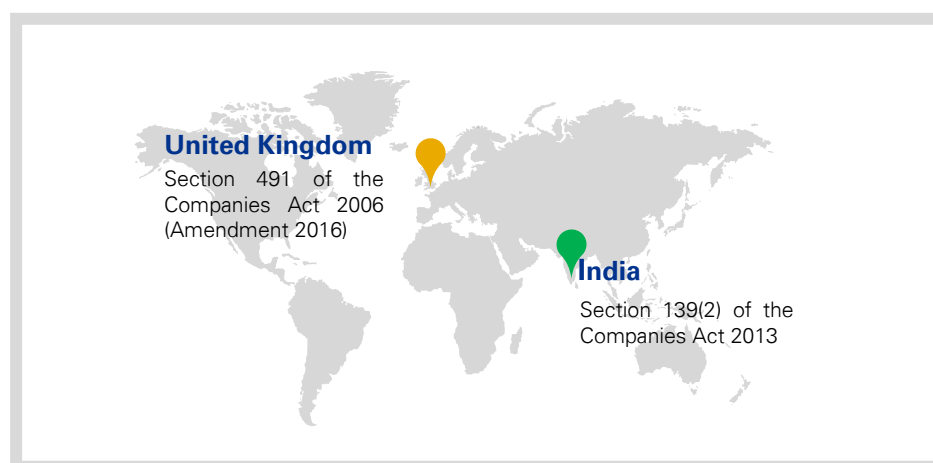 United Kingdom
Section 491 of the
Companies Act 2006
(Amendment 2016)
India
Section 139(2) of the
Companies Act 2013